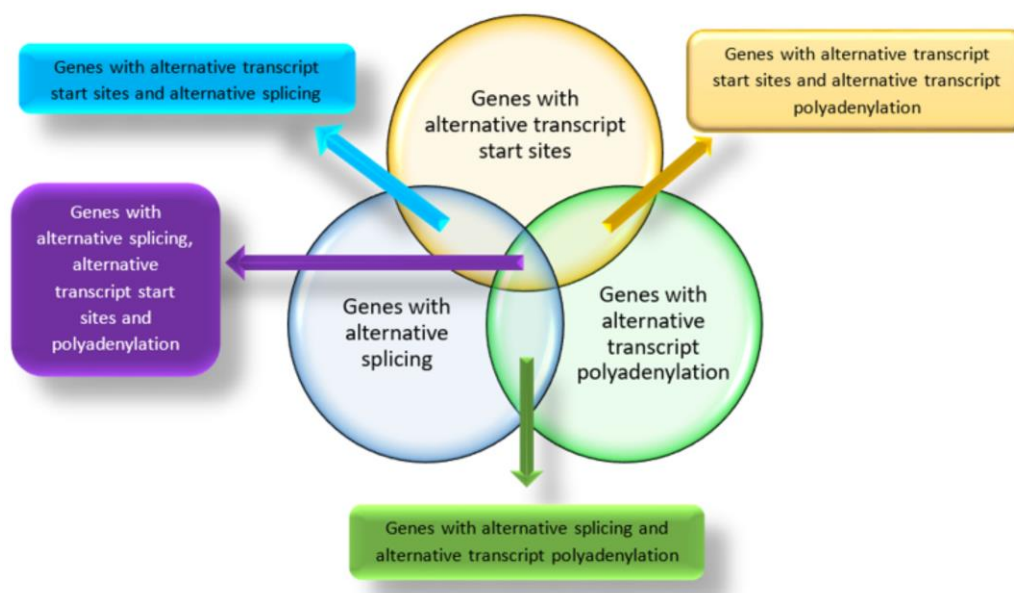 Genes with alternative transcript
start sites and alternative splicing
Genes with
alternative transcript
start sites
Genes with alternative transcript
start sites and alternative transcript
polyadenylation
Genes with
alternative splicing,
alternative
transcript start
sites and
polyadenylation
Genes with
alternative
splicing
Genes with
alternative
transcript
polyadenylation
Genes with alternative splicing and
alternative transcript polyadenylation